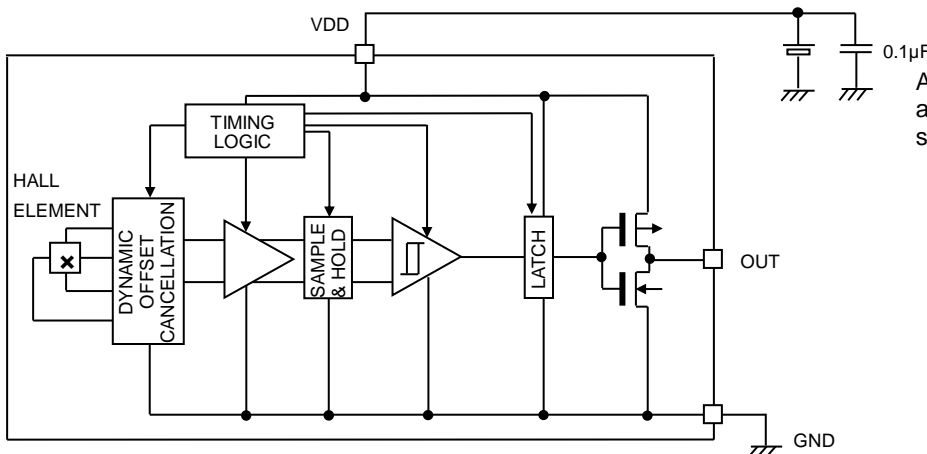 VDD
0.1μF
A
a
s
TIMING
LOGIC
HALL
ELEMENT
DYNAMIC
OFFSET
CANCELLATION
SAMPLE
& HOLD
LATCH
OUT
GND